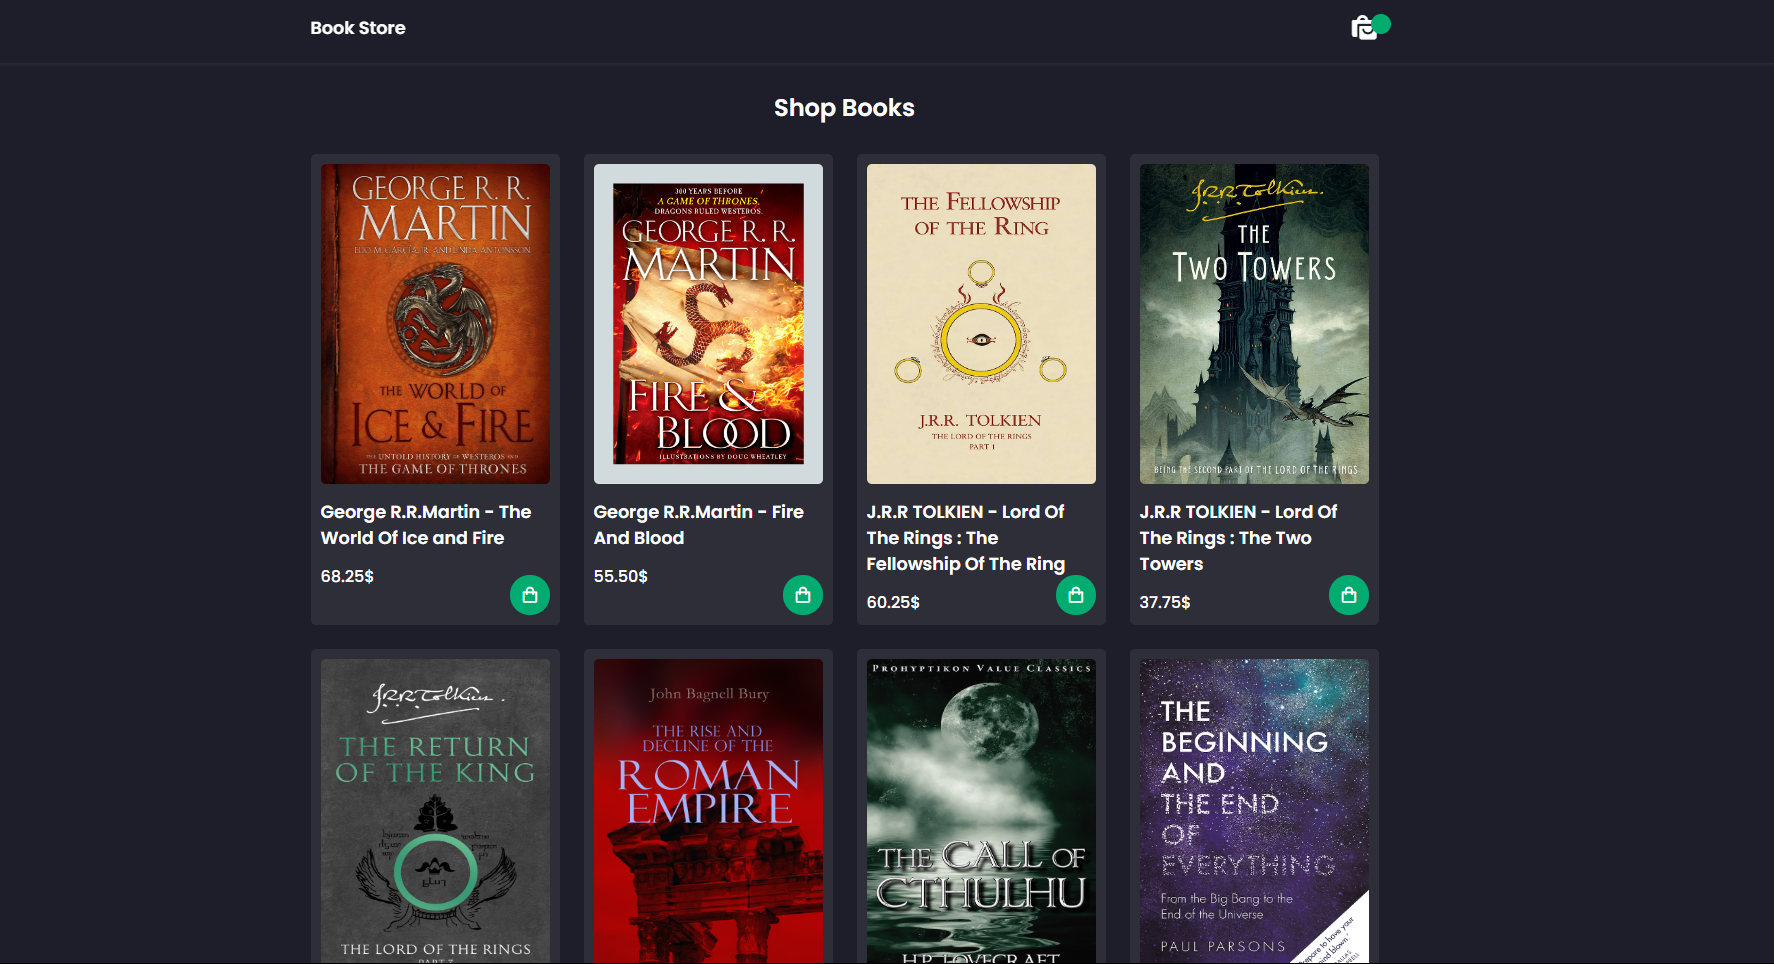 Book Store
Shop Books
GEORGE R. R.
MARTIN
ELIO M. GARCÍA, JR. AND LINDA ANTONSSON
THE WORLD OF
ICE & FIRE
THE UNTOLD HISTORY OF WESTEROS AND
THE GAME OF THRONES
George R.R.Martin - The
World Of Ice and Fire
68.25$
300 YEARS BEFORE
A GAME OF THRONES,
DRAGONS RULED WESTEROS.
GEORGE R. R.
MARTIN
FIRE &
BLOOD
ILLUSTRATIONS BY DOUG WHEATLEY
George R.R.Martin - Fire
And Blood
55.50$
THE FELLOWSHIP
OF THE RING
J.R.R. TOLKIEN
THE LORD OF THE RINGS
PART 1
J.R.R TOLKIEN - Lord Of
The Rings : The
Fellowship Of The Ring
60.25$
J.R.R. Tolkien.
THE
TWO TOWERS
BEING THE SECOND PART OF THE LORD OF THE RINGS
J.R.R TOLKIEN - Lord Of
The Rings : The Two
Towers
37.75$
J.R.R. Tolkien.
THE RETURN
OF THE KING
THE LORD OF THE RINGS
John Bagnell Bury
THE RISE AND
DECLINE OF THE
ROMAN
EMPIRE
PROHYPTIKON VALUE CLASSICS
THE CALL OF
CTHULHU
H.P. LOVECRAFT
THE
BEGINNING
AND
THE END
OF
EVERYTHING
From the Big Bang to the
End of the Universe
PAUL PARSONS